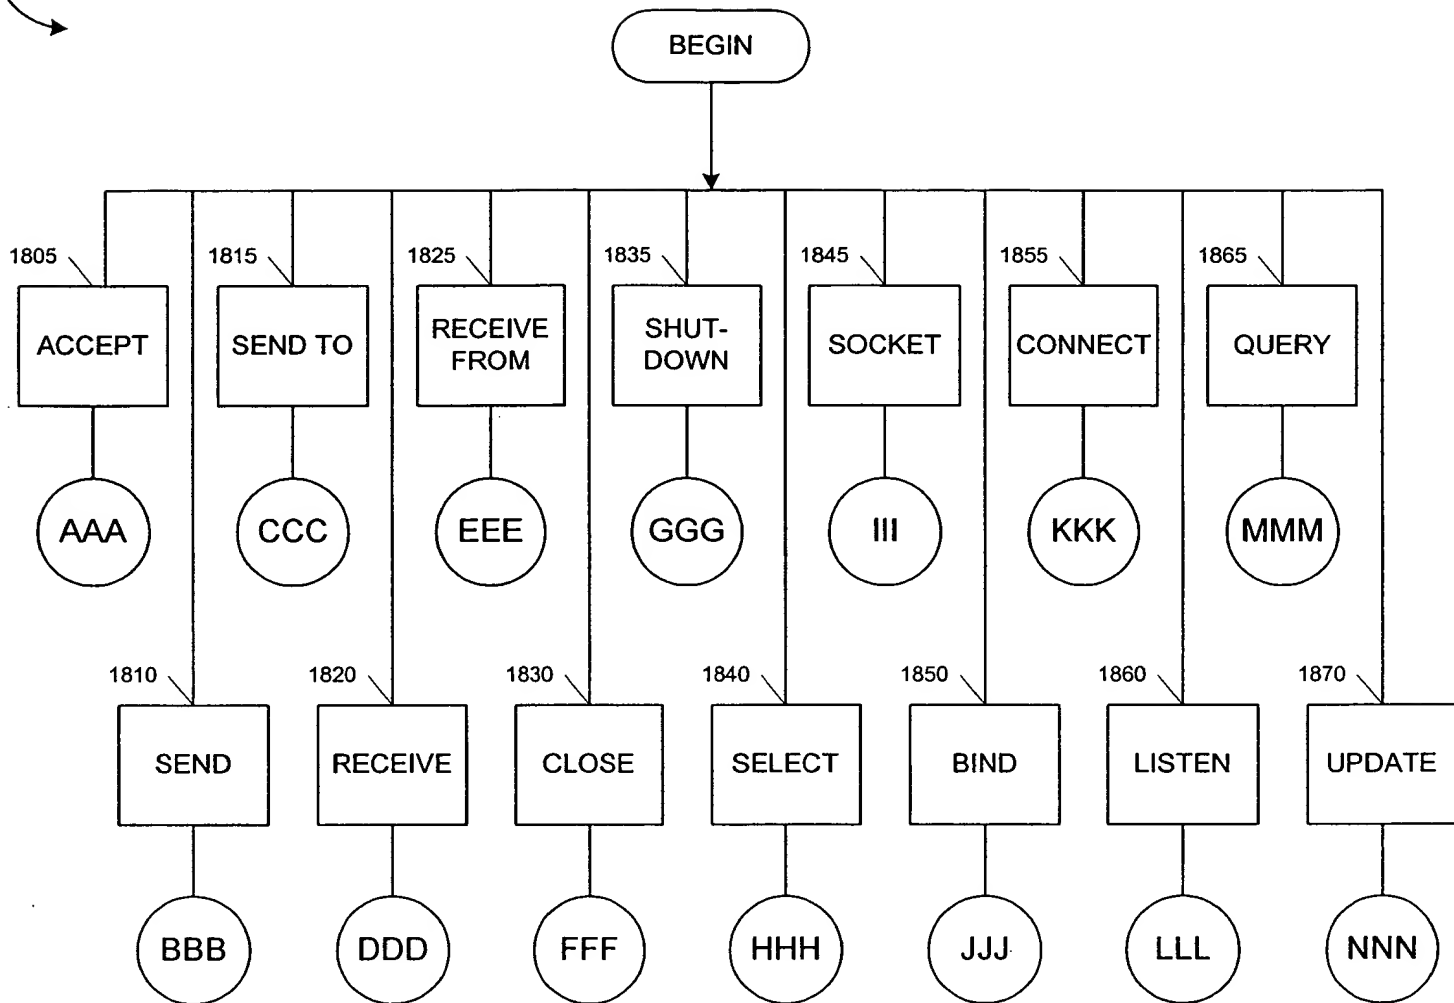 BEGIN
1805
1815
1825
1835
1845
1855
1865
ACCEPT
SEND TO
RECEIVE
FROM
SHUT-
DOWN
SOCKET
CONNECT
QUERY
AAA
CCC
EEE
GGG
III
KKK
MMM
1810
1820
1830
1840
1850
1860
1870
SEND
RECEIVE
CLOSE
SELECT
BIND
LISTEN
UPDATE
BBB
DDD
FFF
HHH
JJJ
LLL
NNN